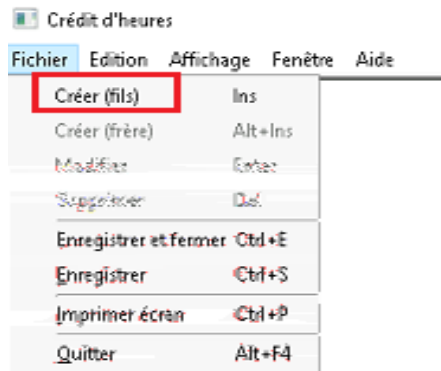 Crédit d'heures
Fichier Edition Affichage Fenêtre Aide
Créer (fils) Ins
Créer (frère) Alt+Ins
Modifier Enter
Supprimer Del
Enregistrer et fermer Ctrl+E
Enregistrer Ctrl+S
Imprimer écran Ctrl+P
Quitter Alt+F4